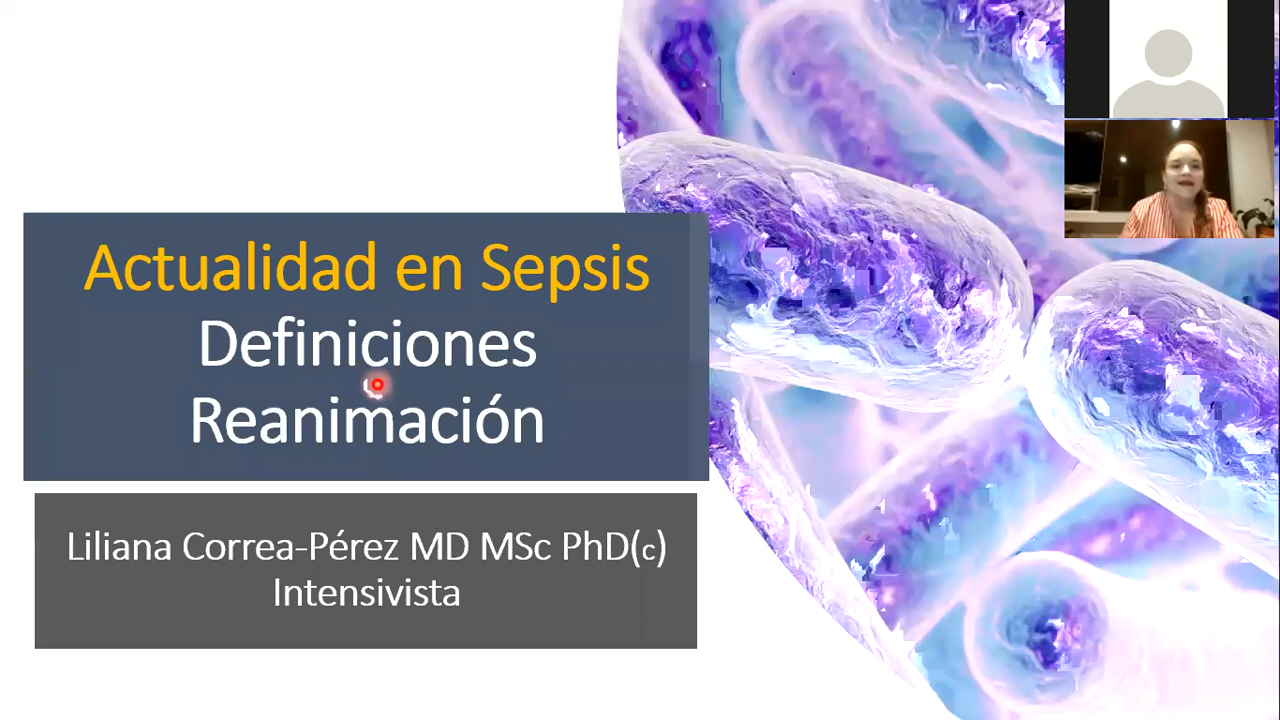 Actualidad en Sepsis
Definiciones
Reanimación
Liliana Correa-Pérez MD MSc PhD(c)
Intensivista